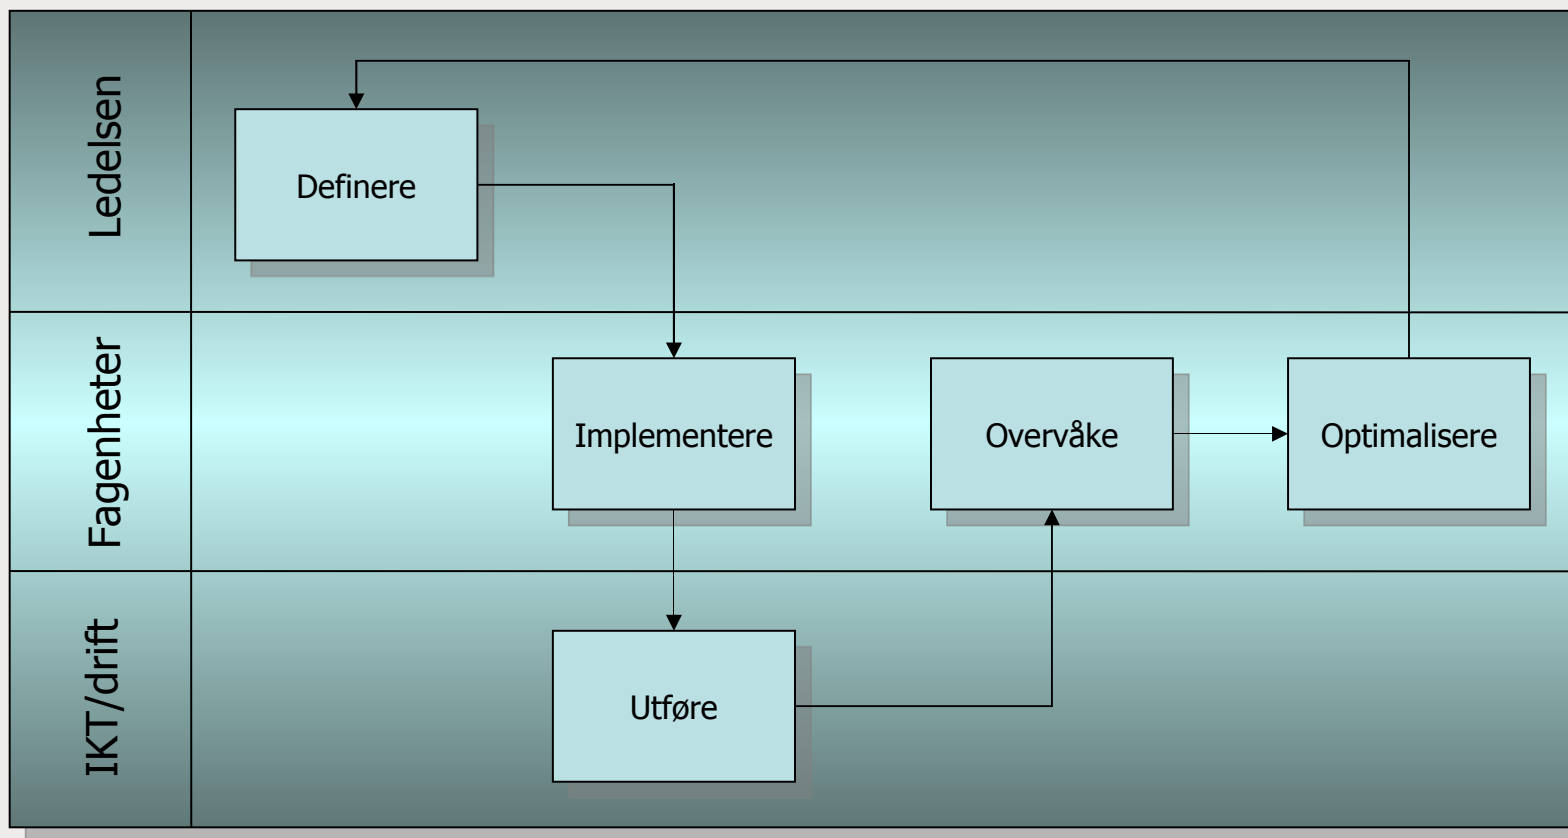 Ledelsen
Definere
Fagenheter
Implementere
Overvåke
Optimalisere
IKT/drift
Utføre